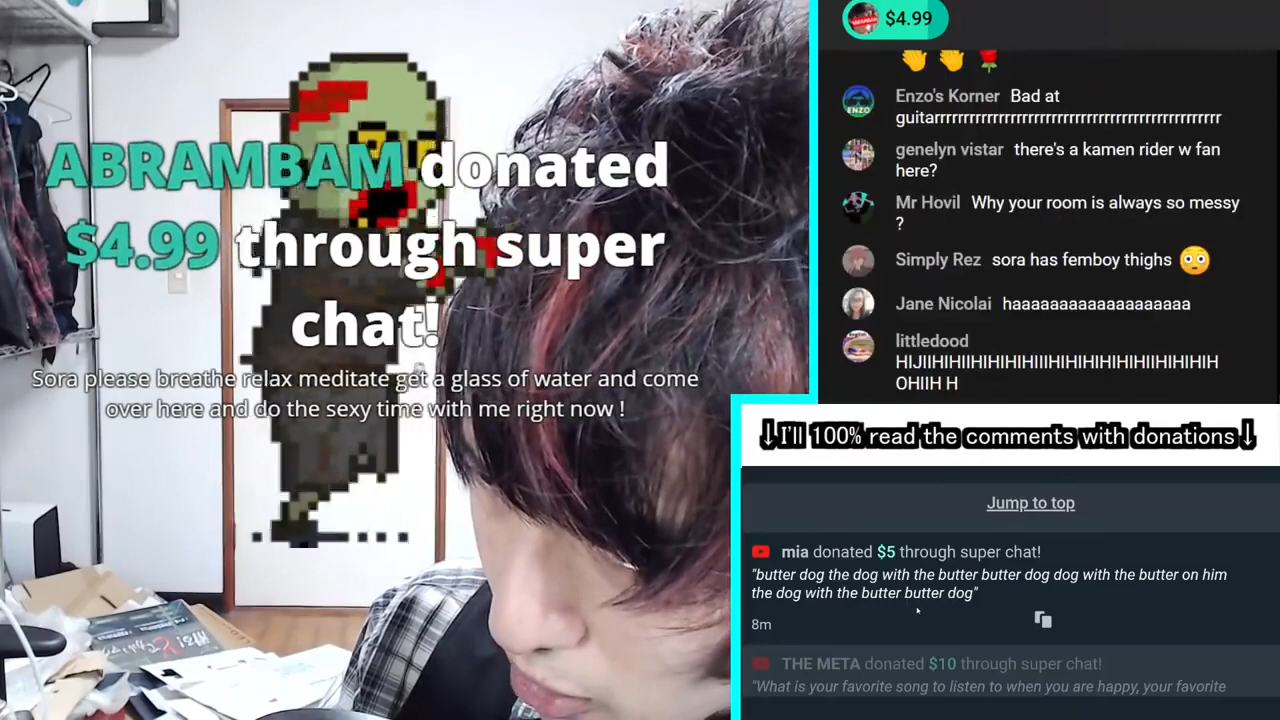 ABRAMBAM donated
$4.99 through super
chat!
Sora please breathe relax meditate get a glass of water and come
over here and do the sexy time with me right now !
$4.99
Enzo's Korner Bad at
guitarrrrrrrrrrrrrrrrrrrrrrrrrrrrrrrrrrrrrrrrrrrrrrrrrr
genelyn vistar there's a kamen rider w fan
here?
Mr Hovil Why your room is always so messy
?
Simply Rez sora has femboy thighs 😳
Jane Nicolai haaaaaaaaaaaaaaaaaaa
littledood
HIJIIHIHIIHIHIHIHIIIHIHIHIHIHIHIIHIHIHIH
OHIIH H
↓I'll 100% read the comments with donations↓
Jump to top
mia donated $5 through super chat!
"butter dog the dog with the butter butter dog dog with the butter on him
the dog with the butter butter dog"
8m
THE META donated $10 through super chat!
"What is your favorite song to listen to when you are happy, your favorite